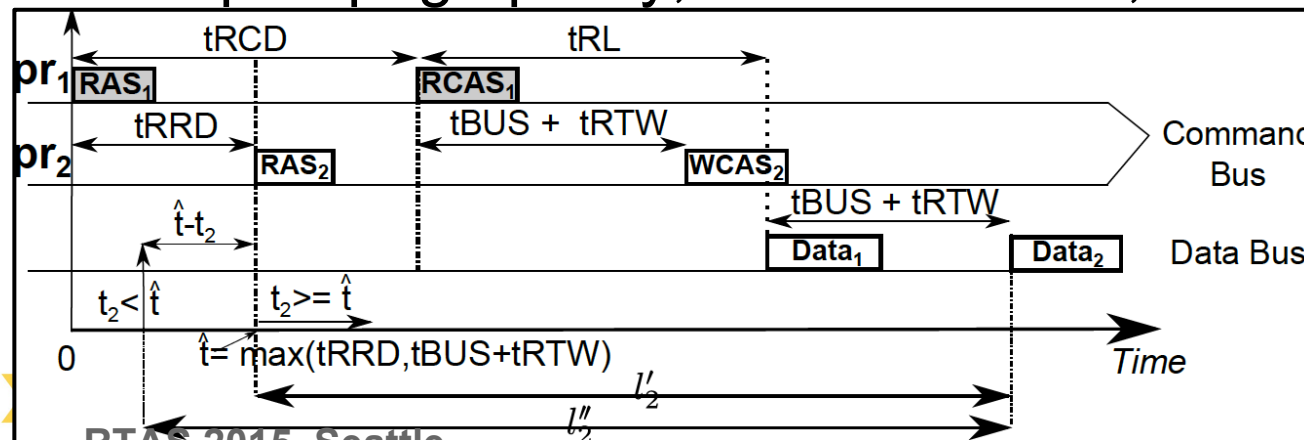 tRCD tRL
pr₁ RAS₁ RCAS₁
tRRD tBUS + tRTW
pr₂ RAS₂ WCAS₂
Command
Bus
tBUS + tRTW
t̂-t₂
Data₁ Data₂ Data Bus
t₂< t̂ t₂>= t̂
0 t̂= max(tRRD,tBUS+tRTW) Time
l′₂
l″₂
RTAS 2015, Seattle